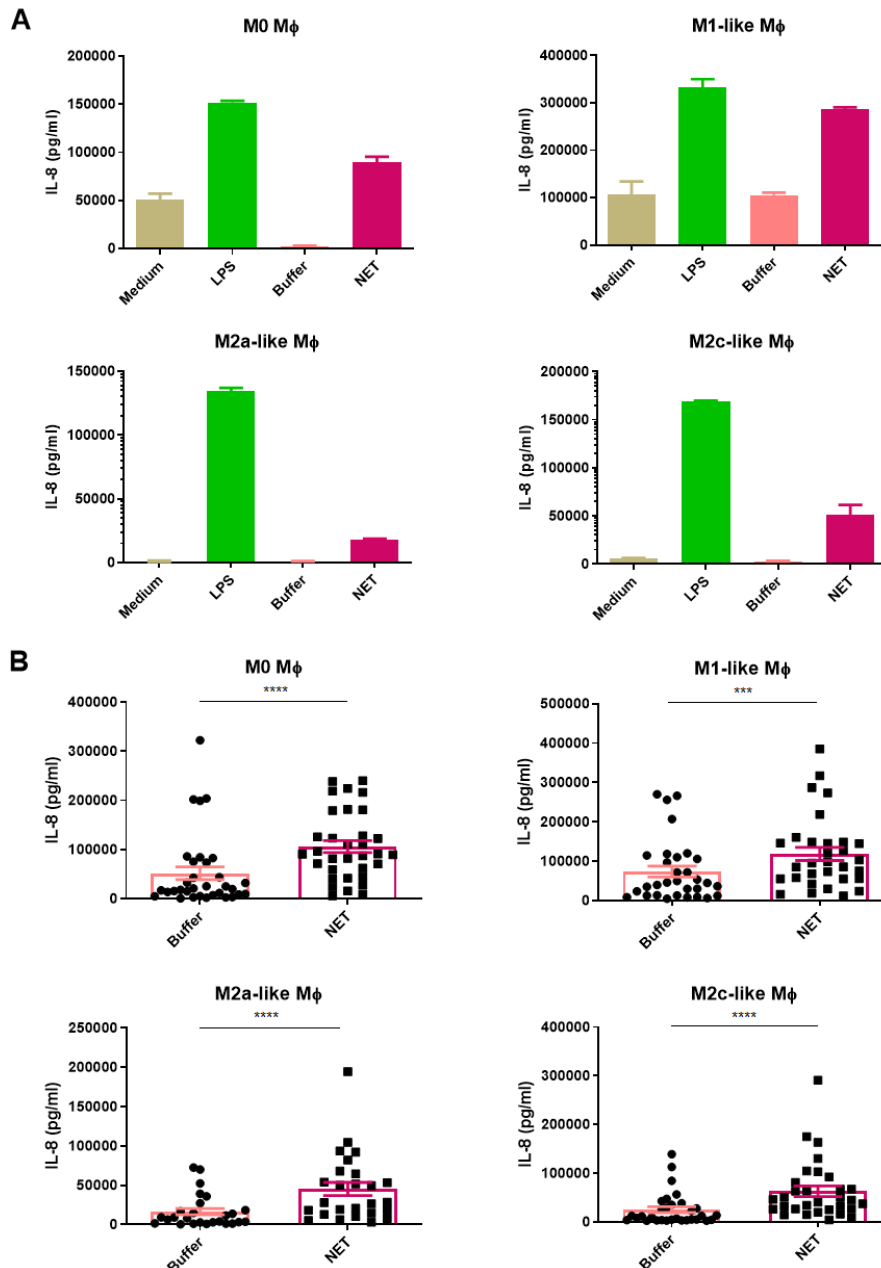 A
M0 Mϕ
IL-8 (pg/ml)
200000
150000
100000
50000
0
Medium
LPS
Buffer
NET
M1-like Mϕ
IL-8 (pg/ml)
400000
300000
200000
100000
0
Medium
LPS
Buffer
NET
M2a-like Mϕ
IL-8 (pg/ml)
150000
100000
50000
0
Medium
LPS
Buffer
NET
M2c-like Mϕ
IL-8 (pg/ml)
200000
150000
100000
50000
0
Medium
LPS
Buffer
NET
B
M0 Mϕ
****
IL-8 (pg/ml)
400000
300000
200000
100000
0
Buffer
NET
M1-like Mϕ
***
IL-8 (pg/ml)
500000
400000
300000
200000
100000
0
Buffer
NET
M2a-like Mϕ
****
IL-8 (pg/ml)
250000
200000
150000
100000
50000
0
Buffer
NET
M2c-like Mϕ
****
IL-8 (pg/ml)
400000
300000
200000
100000
0
Buffer
NET